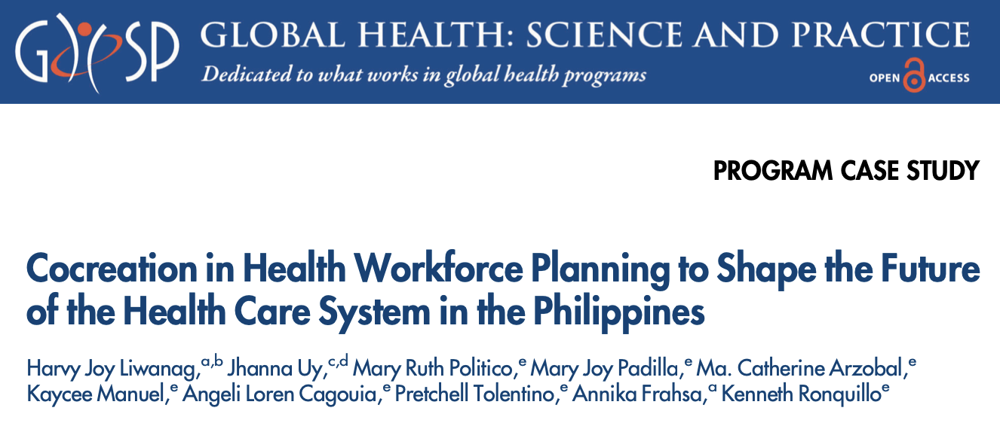 GHSP GLOBAL HEALTH: SCIENCE AND PRACTICE
Dedicated to what works in global health programs
OPEN ACCESS
PROGRAM CASE STUDY
Cocreation in Health Workforce Planning to Shape the Future
of the Health Care System in the Philippines
Harvy Joy Liwanag,a,b Jhanna Uy,c,d Mary Ruth Politico,e Mary Joy Padilla,e Ma. Catherine Arzobal,e
Kaycee Manuel,e Angeli Loren Cagouia,e Pretchell Tolentino,e Annika Frahsa,a Kenneth Ronquilloe